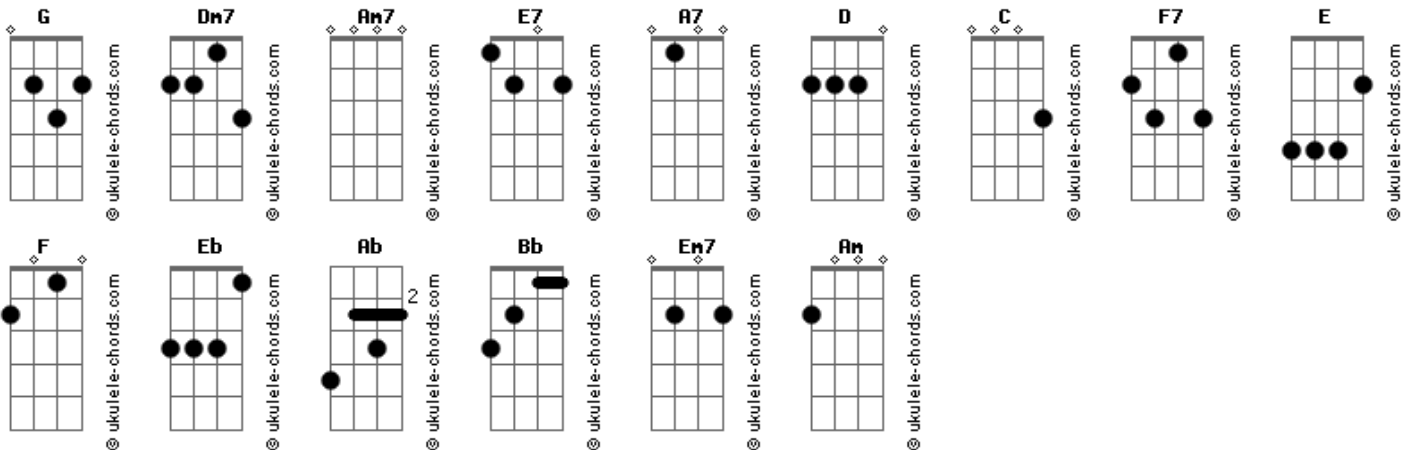 G Dm7 Am7 E7 A7 D C F7 E
© ukulele-chords.com © ukulele-chords.com © ukulele-chords.com © ukulele-chords.com © ukulele-chords.com © ukulele-chords.com © ukulele-chords.com © ukulele-chords.com © ukulele-chords.com
F Eb Ab Bb Em7 Am
2
© ukulele-chords.com © ukulele-chords.com © ukulele-chords.com © ukulele-chords.com © ukulele-chords.com © ukulele-chords.com